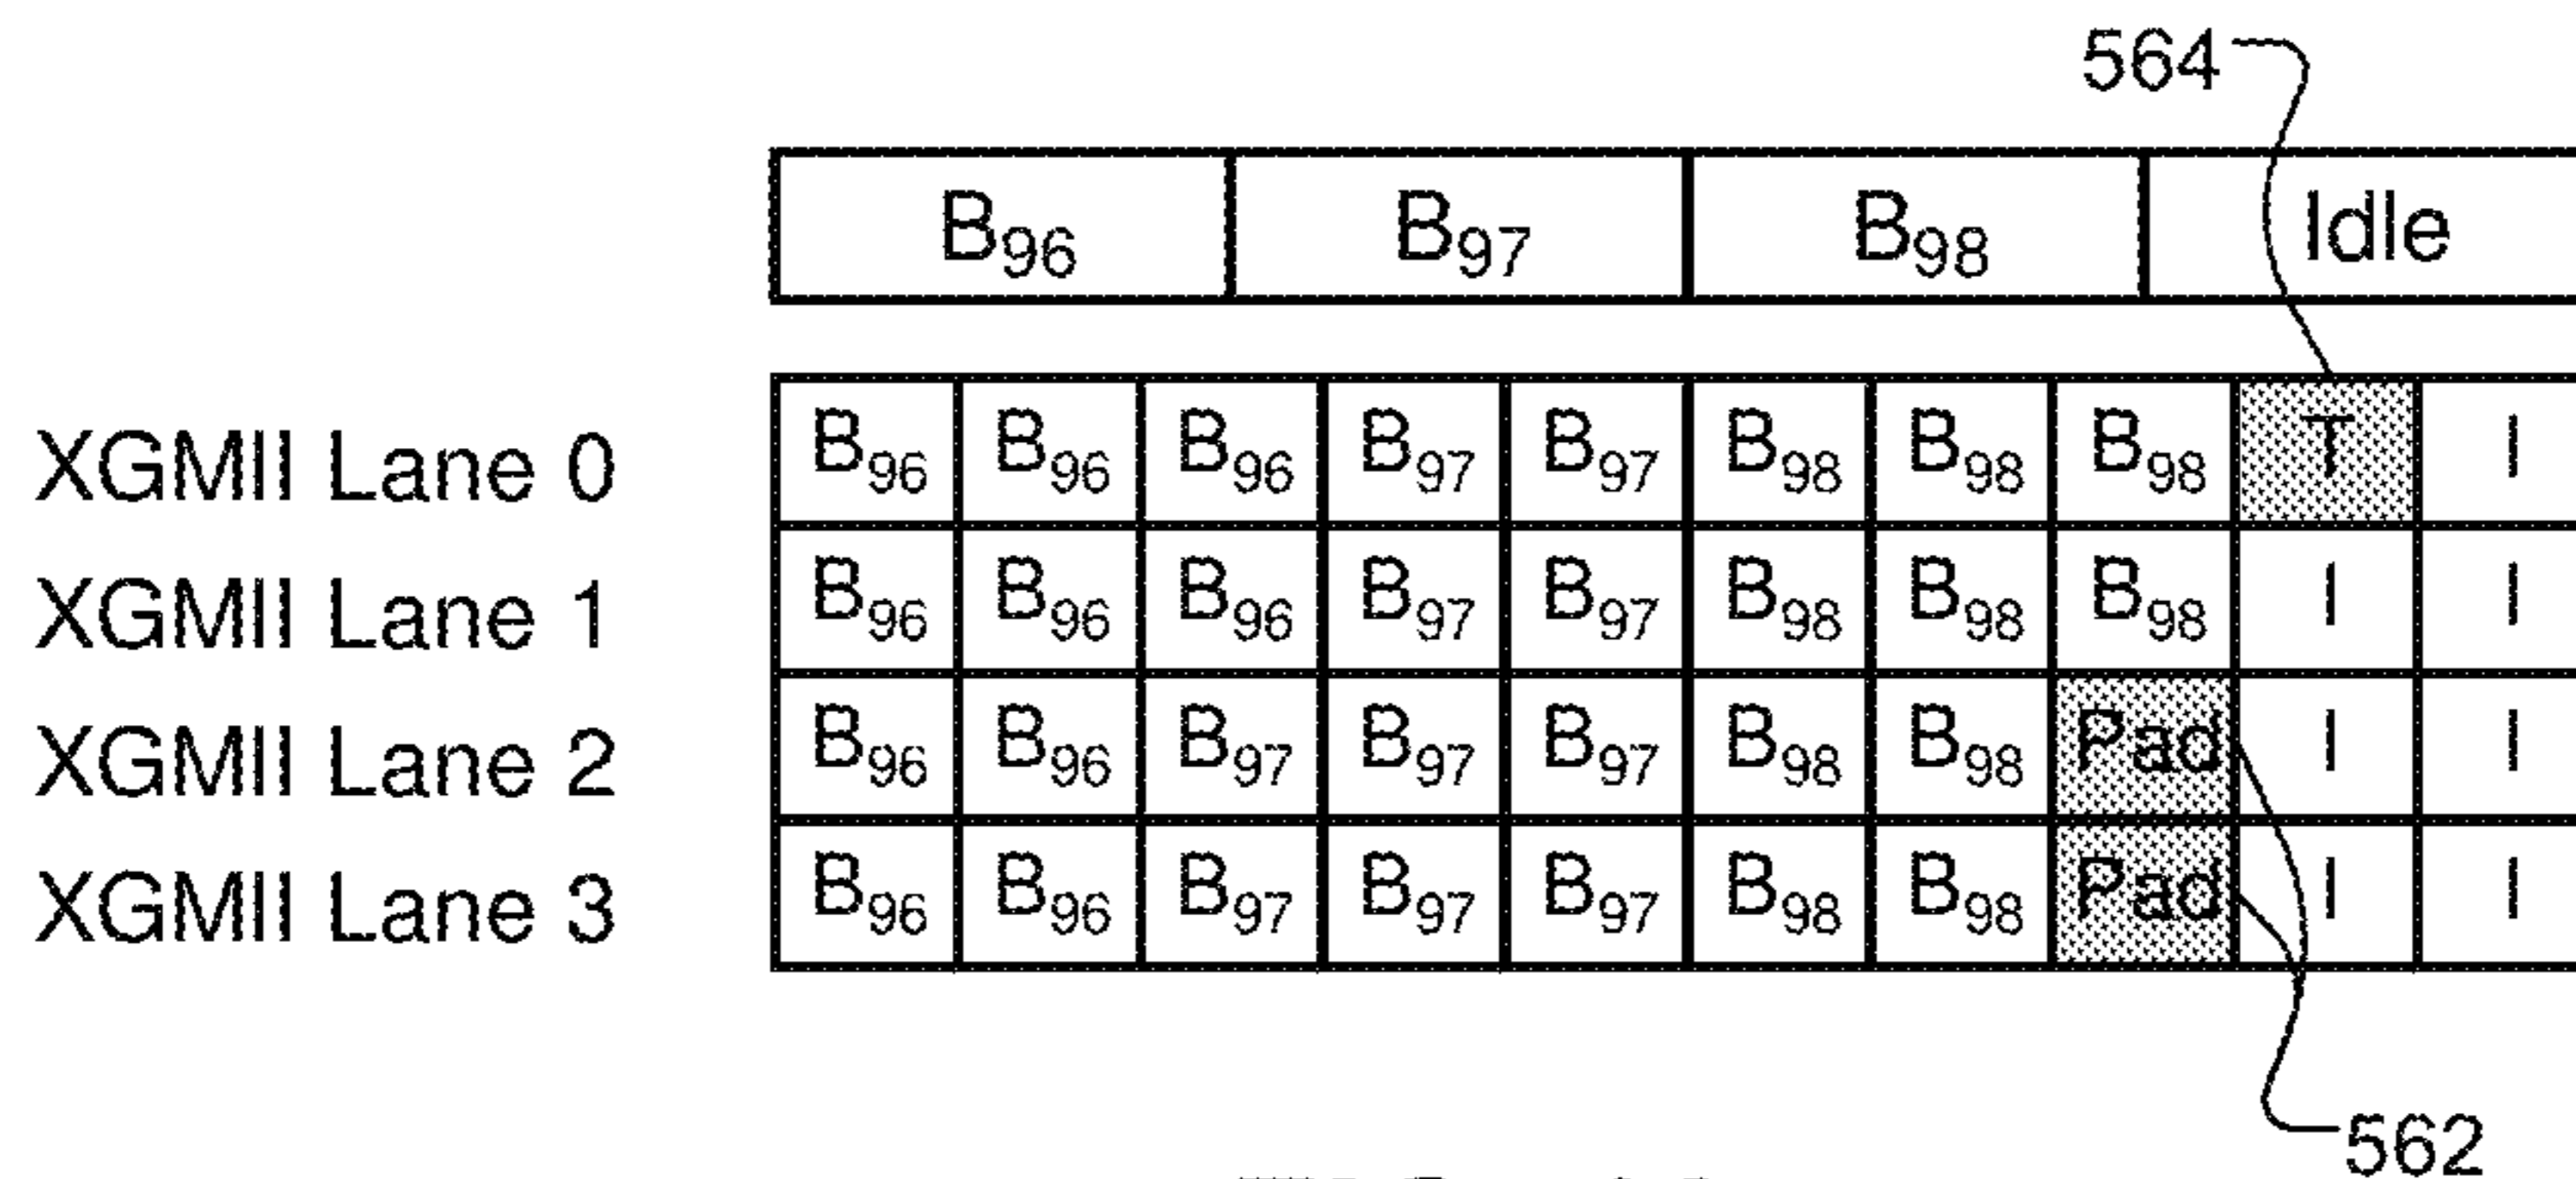 564
B96 B97 B98 Idle
XGMII Lane 0 B96 B96 B96 B97 B97 B98 B98 B98 T I
XGMII Lane 1 B96 B96 B96 B97 B97 B98 B98 B98 I I
XGMII Lane 2 B96 B96 B97 B97 B97 B98 B98 Pad I I
XGMII Lane 3 B96 B96 B97 B97 B97 B98 B98 Pad I I
562